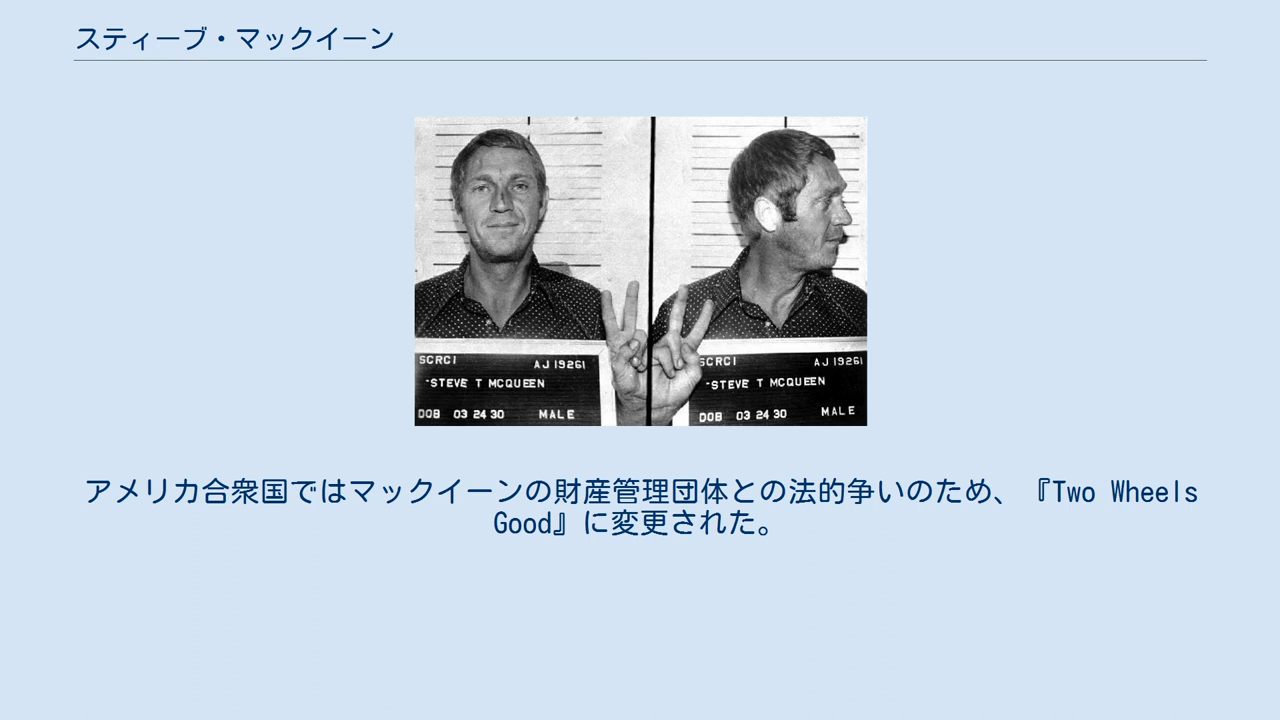 スティーブ・マックイーン
SCRC1 AJ 19261
-STEVE T MCQUEEN
DOB 03 24 30 MALE
SCRC1 AJ 19261
-STEVE T MCQUEEN
DOB 03 24 30 MALE
アメリカ合衆国ではマックイーンの財産管理団体との法的争いのため、『Two Wheels
Good』に変更された。